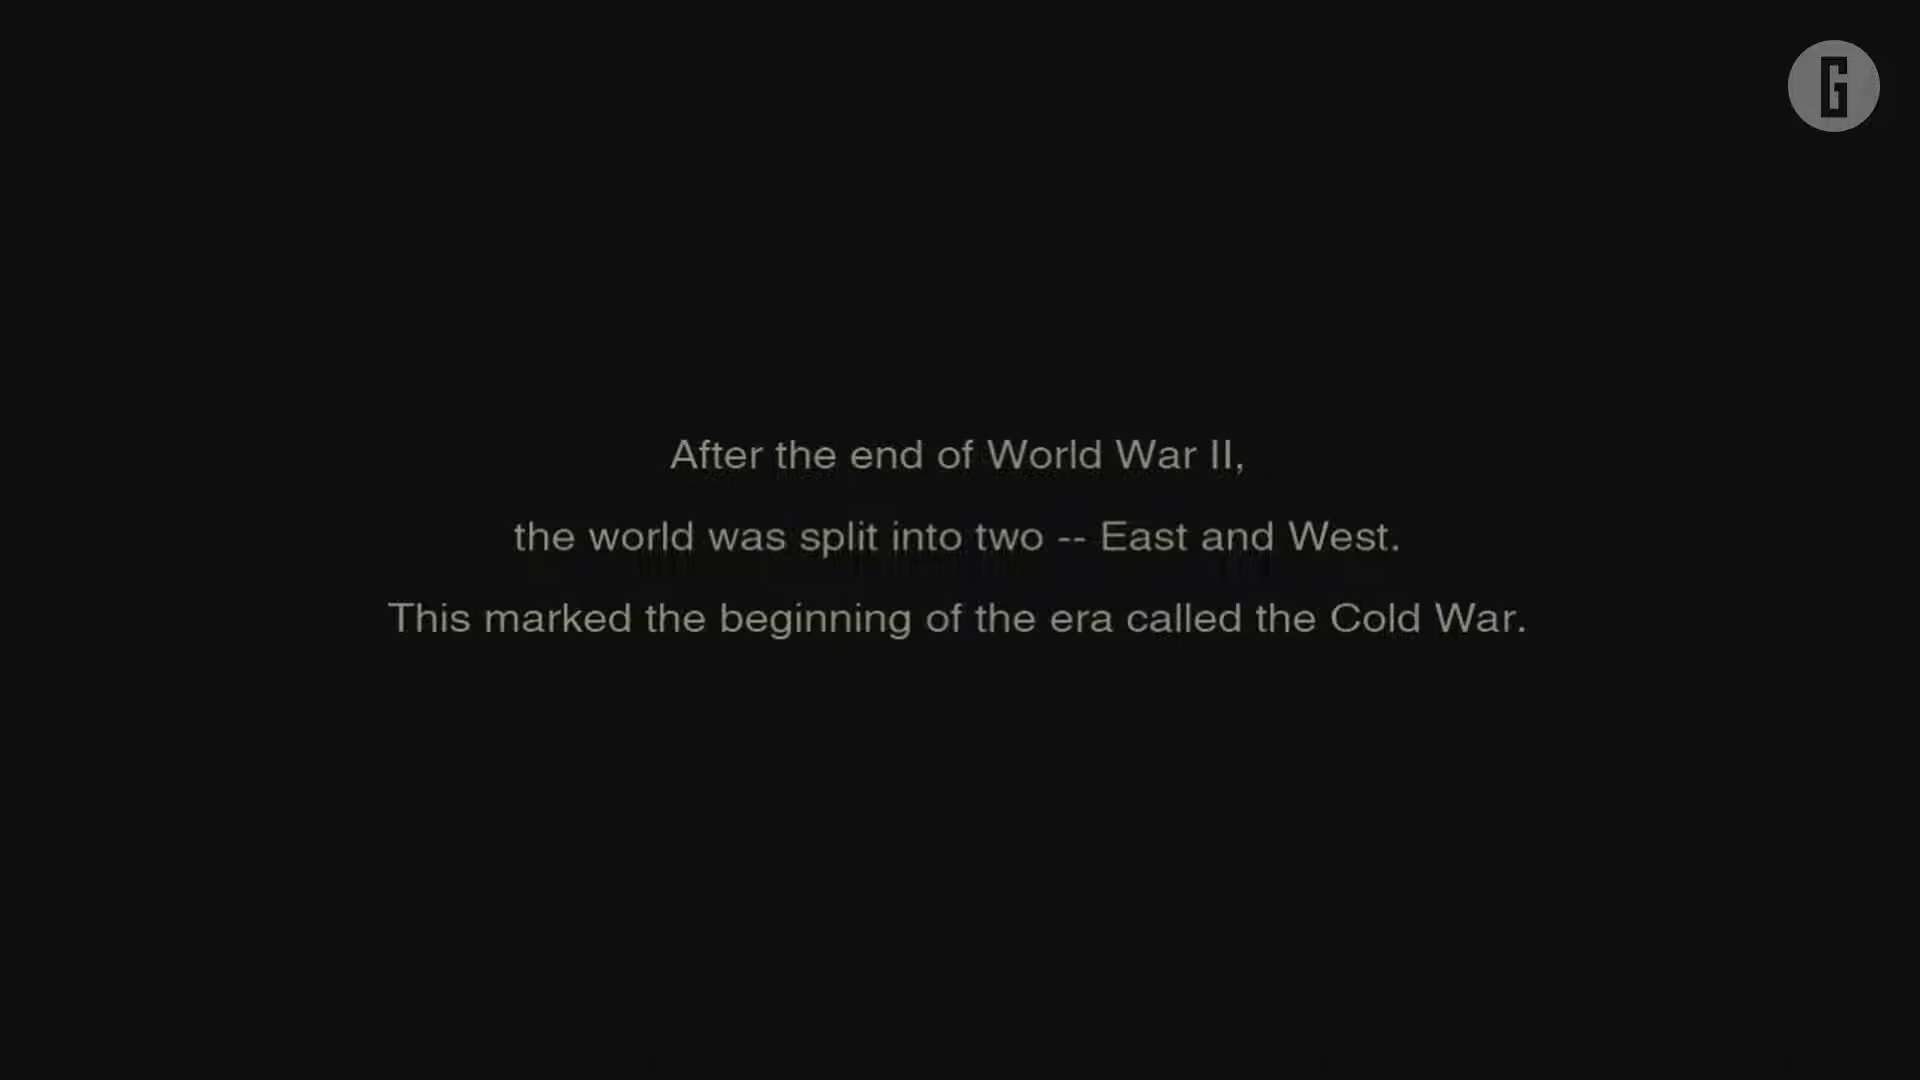 G
After the end of World War II,
the world was split into two -- East and West.
This marked the beginning of the era called the Cold War.